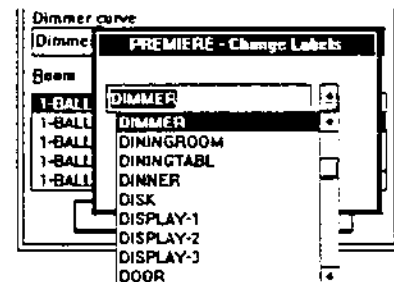 Dimmer curve
Dimme
PREMIERE - Change Labels
Room
DIMMER
1-BALL
DIMMER
1-BALL
DININGROOM
1-BALL
DININGTABL
1-BALL
DINNER
1-BALL
DISK
DISPLAY-1
DISPLAY-2
DISPLAY-3
DOOR